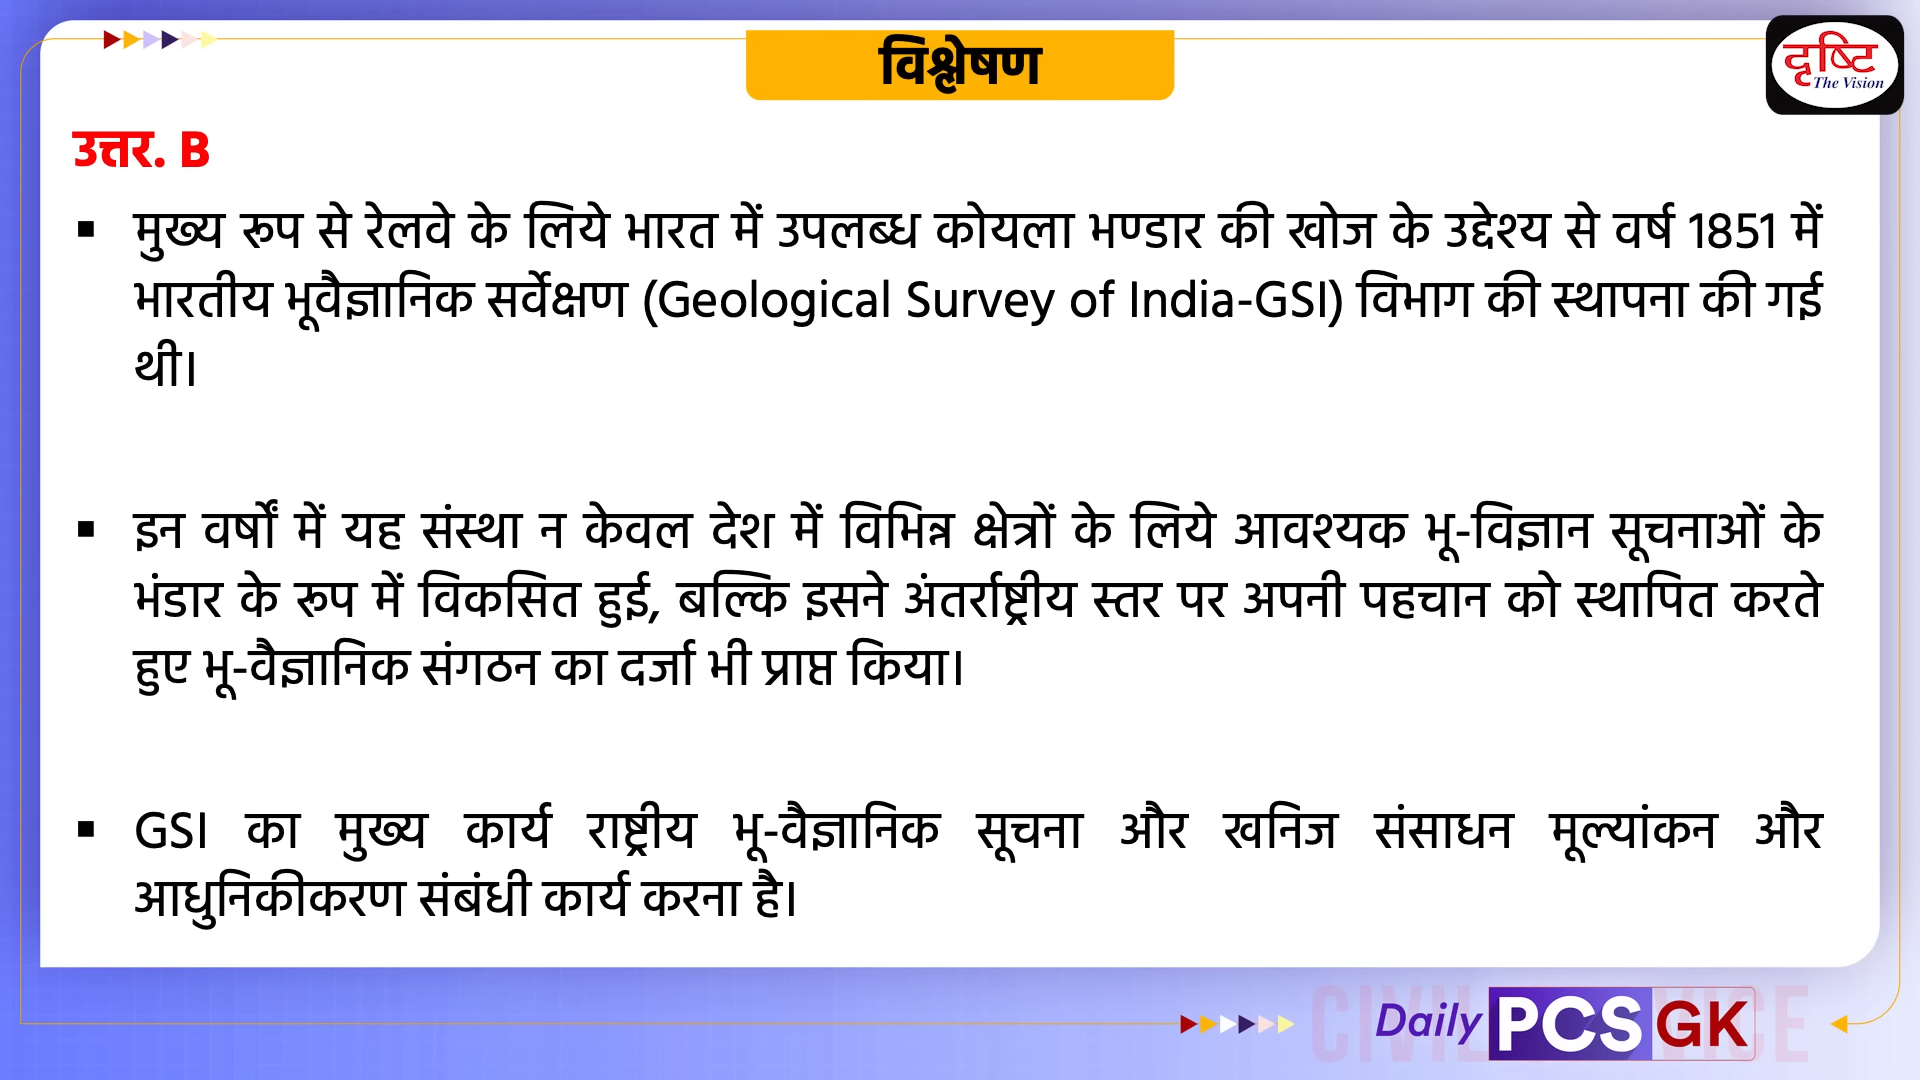 विश्लेषण
दृष्टि
The Vision
उत्तर. B
▪ मुख्य रूप से रेलवे के लिये भारत में उपलब्ध कोयला भण्डार की खोज के उद्देश्य से वर्ष 1851 में
भारतीय भूवैज्ञानिक सर्वेक्षण (Geological Survey of India-GSI) विभाग की स्थापना की गई
थी।
▪ इन वर्षों में यह संस्था न केवल देश में विभिन्न क्षेत्रों के लिये आवश्यक भू-विज्ञान सूचनाओं के
भंडार के रूप में विकसित हुई, बल्कि इसने अंतर्राष्ट्रीय स्तर पर अपनी पहचान को स्थापित करते
हुए भू-वैज्ञानिक संगठन का दर्जा भी प्राप्त किया।
▪ GSI का मुख्य कार्य राष्ट्रीय भू-वैज्ञानिक सूचना और खनिज संसाधन मूल्यांकन और
आधुनिकीकरण संबंधी कार्य करना है।
Daily PCS GK